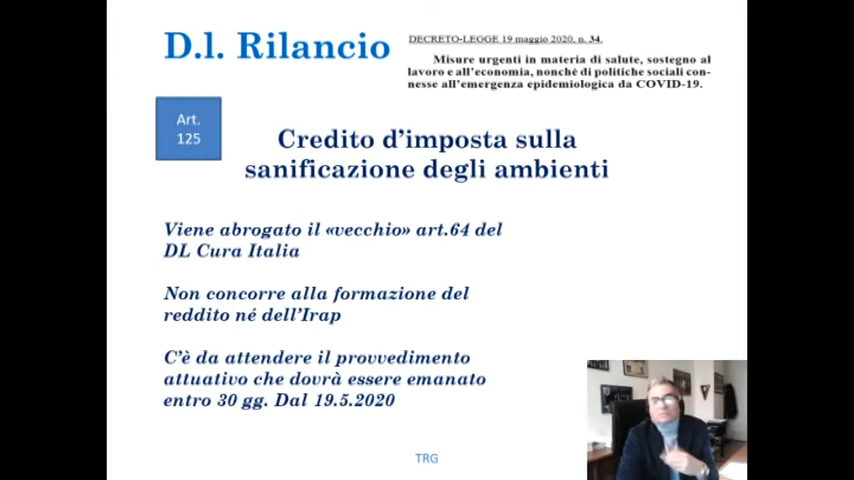 D.l. Rilancio
DECRETO-LEGGE 19 maggio 2020, n. 34.
Misure urgenti in materia di salute, sostegno al
lavoro e all'economia, nonché di politiche sociali con-
nesse all'emergenza epidemiologica da COVID-19.
Art.
125
Credito d'imposta sulla
sanificazione degli ambienti
Viene abrogato il «vecchio» art.64 del
DL Cura Italia
Non concorre alla formazione del
reddito né dell'Irap
C'è da attendere il provvedimento
attuativo che dovrà essere emanato
entro 30 gg. Dal 19.5.2020
TRG